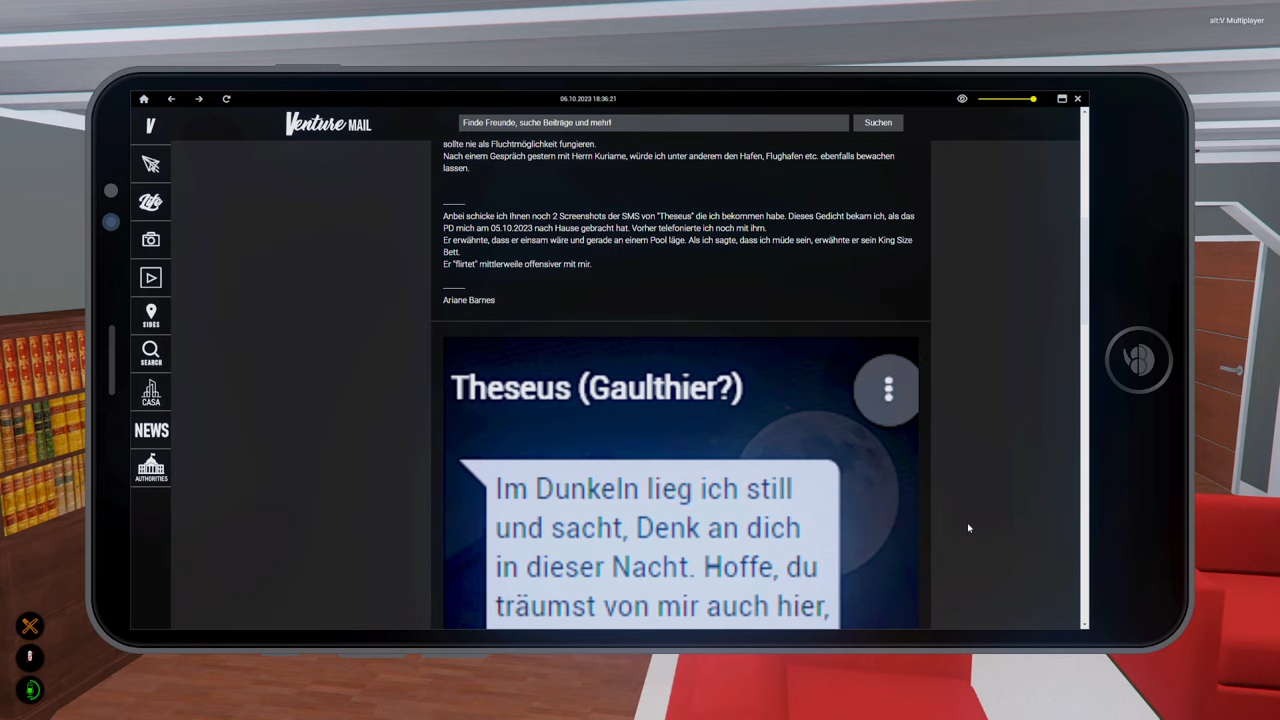 alt:V Multiplayer
06.10.2023 18:36:21
Venture MAIL
Finde Freunde, suche Beiträge und mehr!
Suchen
V
Life
SIDES
SEARCH
CASA
NEWS
AUTHORITIES
sollte nie als Fluchtmöglichkeit fungieren.
Nach einem Gespräch gestern mit Herrn Kuriame, würde ich unter anderem den Hafen, Flughafen etc. ebenfalls bewachen
lassen.
Anbei schicke ich Ihnen noch 2 Screenshots der SMS von "Theseus" die ich bekommen habe. Dieses Gedicht bekam ich, als das
PD mich am 05.10.2023 nach Hause gebracht hat. Vorher telefonierte ich noch mit ihm.
Er erwähnte, dass er einsam wäre und gerade an einem Pool läge. Als ich sagte, dass ich müde sein, erwähnte er sein King Size
Bett.
Er "flirtet" mittlerweile offensiver mit mir.
Ariane Barnes
Theseus (Gaulthier?)
Im Dunkeln lieg ich still
und sacht, Denk an dich
in dieser Nacht. Hoffe, du
träumst von mir auch hier,